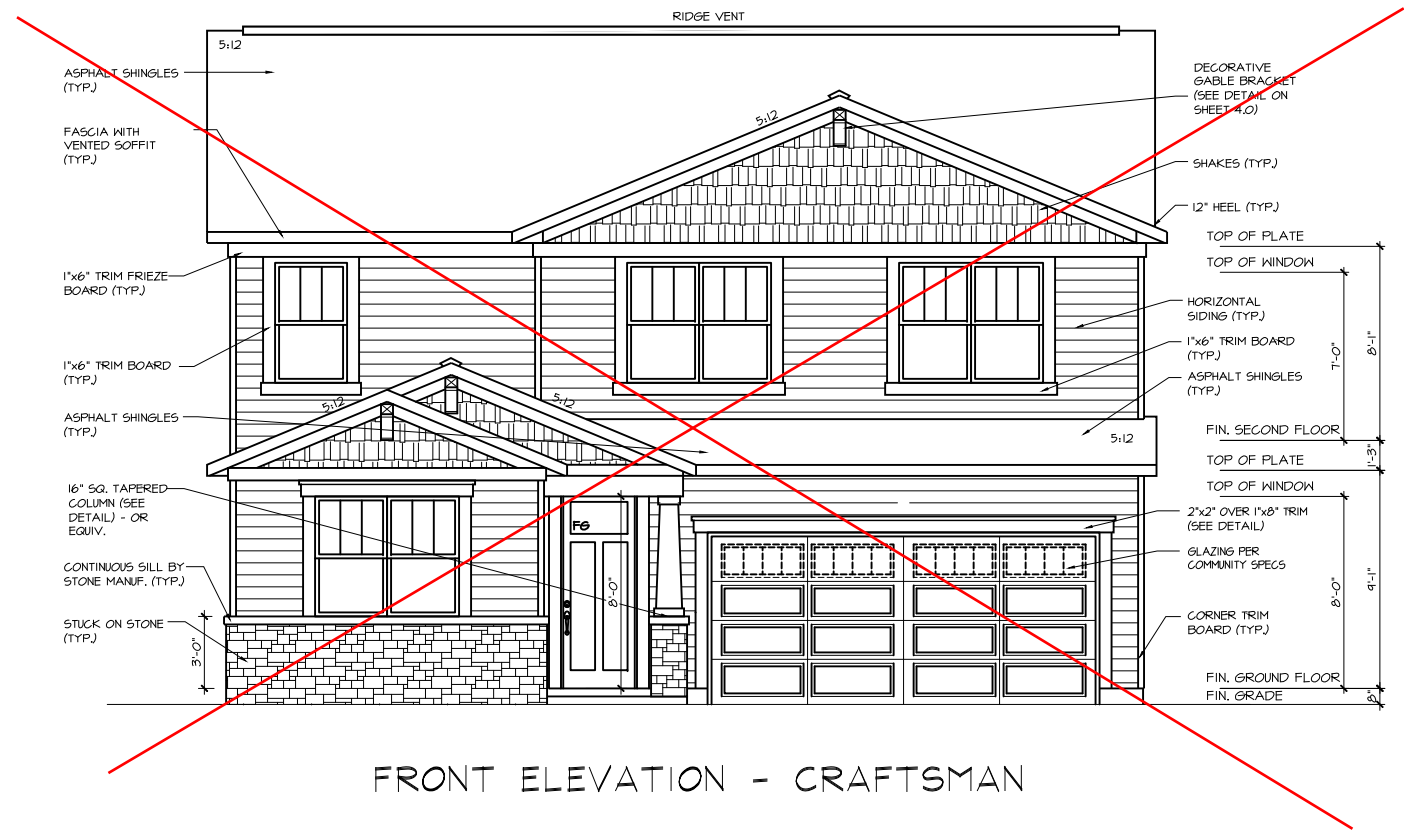 RIDGE VENT
5:12
ASPHALT SHINGLES
(TYP.)
FASCIA WITH
VENTED SOFFIT
(TYP.)
1"x6" TRIM FRIEZE
BOARD (TYP.)
1"x6" TRIM BOARD
(TYP.)
ASPHALT SHINGLES
(TYP.)
16" SQ. TAPERED
COLUMN (SEE
DETAIL) - OR
EQUIV.
CONTINUOUS SILL BY
STONE MANUF. (TYP.)
STUCK ON STONE
(TYP.)
3'-0"
5:12
5:12
5:12
5:12
FG
8'-0"
DECORATIVE
GABLE BRACKET
(SEE DETAIL ON
SHEET 4.0)
SHAKES (TYP.)
12" HEEL (TYP.)
TOP OF PLATE
TOP OF WINDOW
HORIZONTAL
SIDING (TYP.)
1"x6" TRIM BOARD
(TYP.)
ASPHALT SHINGLES
(TYP.)
7'-0"
8'-1"
FIN. SECOND FLOOR
1'-3"
TOP OF PLATE
TOP OF WINDOW
2"x2" OVER 1"x8" TRIM
(SEE DETAIL)
GLAZING PER
COMMUNITY SPECS
8'-0"
9'-1"
CORNER TRIM
BOARD (TYP.)
FIN. GROUND FLOOR
FIN. GRADE
8"
FRONT ELEVATION - CRAFTSMAN